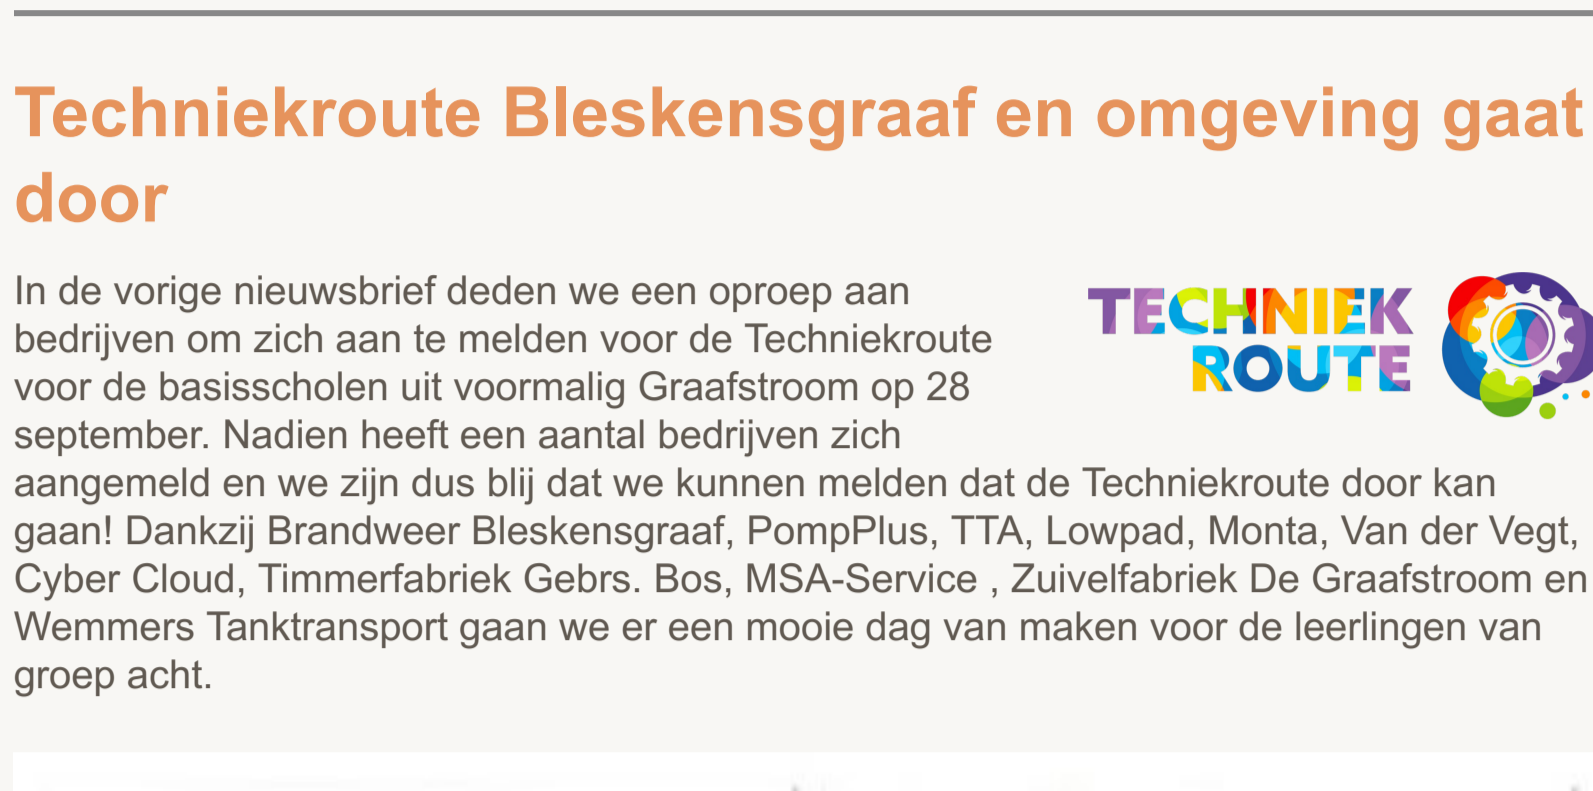 Techniekroute Bleskensgraaf en omgeving gaat
door
In de vorige nieuwsbrief deden we een oproep aan
bedrijven om zich aan te melden voor de Techniekroute
voor de basisscholen uit voormalig Graafstroom op 28
september. Nadien heeft een aantal bedrijven zich
aangemeld en we zijn dus blij dat we kunnen melden dat de Techniekroute door kan
gaan! Dankzij Brandweer Bleskensgraaf, PompPlus, TTA, Lowpad, Monta, Van der Vegt,
Cyber Cloud, Timmerfabriek Gebrs. Bos, MSA-Service , Zuivelfabriek De Graafstroom en
Wemmers Tanktransport gaan we er een mooie dag van maken voor de leerlingen van
groep acht.
TECHNIEK
ROUTE